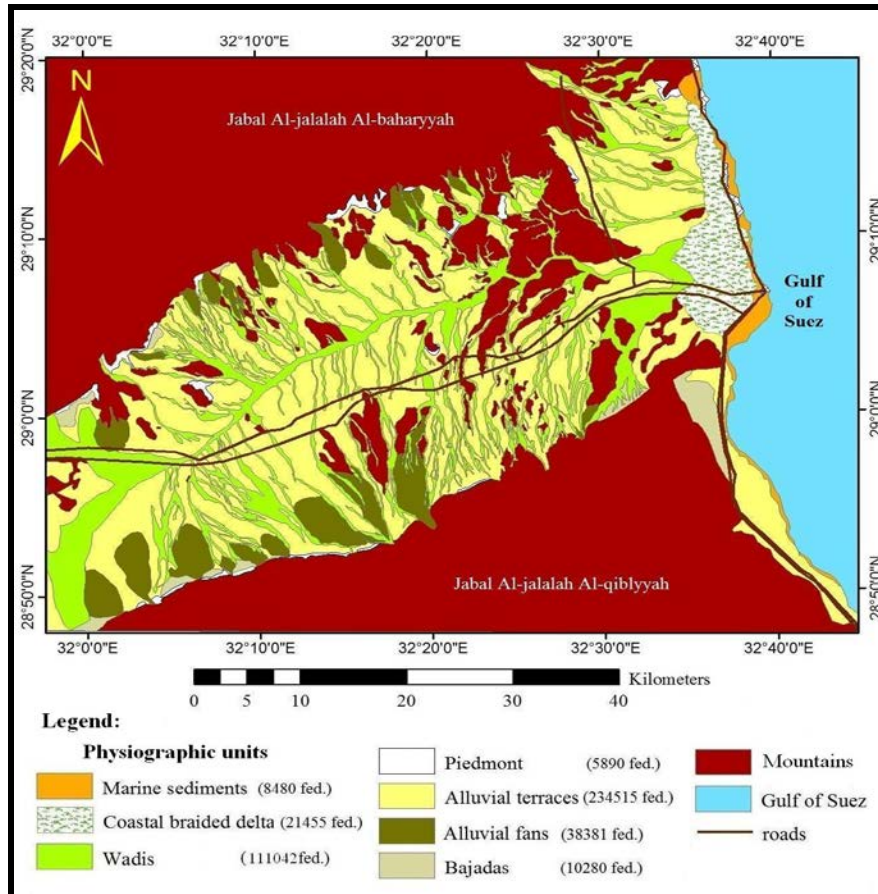 32°0'0"E 32°10'0"E 32°20'0"E 32°30'0"E 32°40'0"E
29°20'0"N
N
Jabal Al-jalalah Al-baharyyah
29°10'0"N
29°10'0"N
Gulf
of
Suez
29°0'0"N
29°0'0"N
28°50'0"N
28°50'0"N
Jabal Al-jalalah Al-qiblyyah
32°0'0"E 32°10'0"E 32°20'0"E 32°30'0"E 32°40'0"E
Kilometers
0 5 10 20 30 40
Legend:
Physiographic units
Marine sediments (8480 fed.)
Coastal braided delta (21455 fed.)
Wadis (111042fed.)
Piedmont (5890 fed.)
Alluvial terraces (234515 fed.)
Alluvial fans (38381 fed.)
Bajadas (10280 fed.)
Mountains
Gulf of Suez
roads